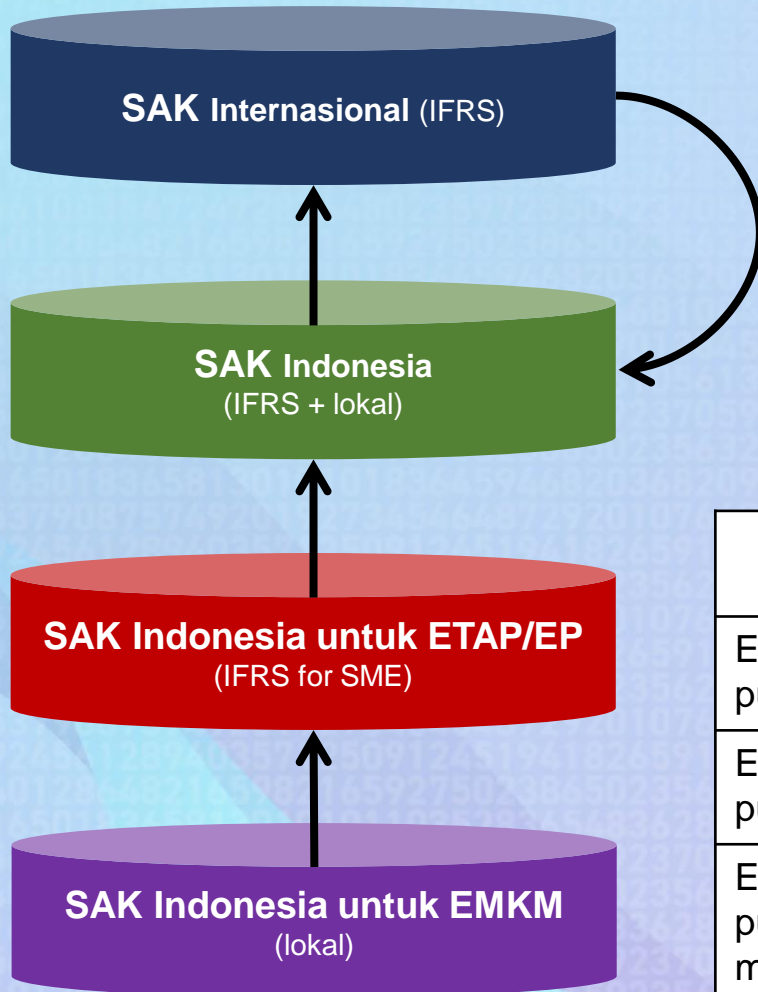 SAK Internasional (IFRS)
SAK Indonesia
(IFRS + lokal)
SAK Indonesia untuk ETAP/EP
(IFRS for SME)
SAK Indonesia untuk EMKM
(lokal)